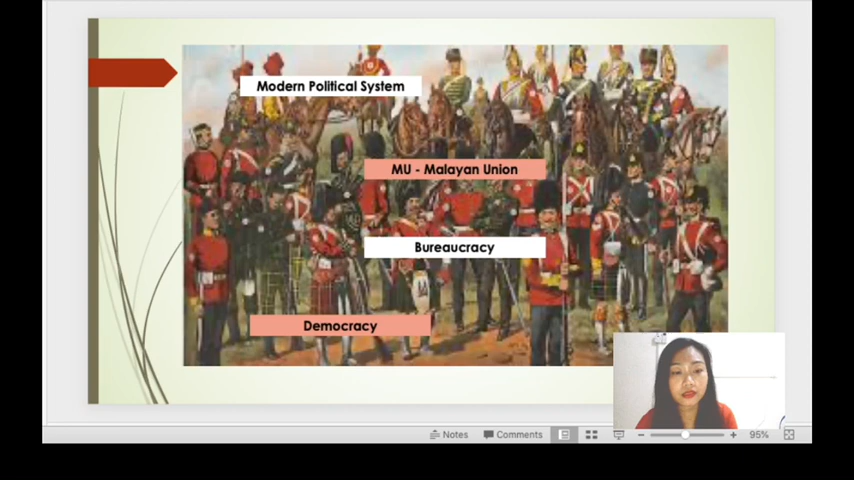 Modern Political System
MU - Malayan Union
Bureaucracy
Democracy
Notes
Comments
95%